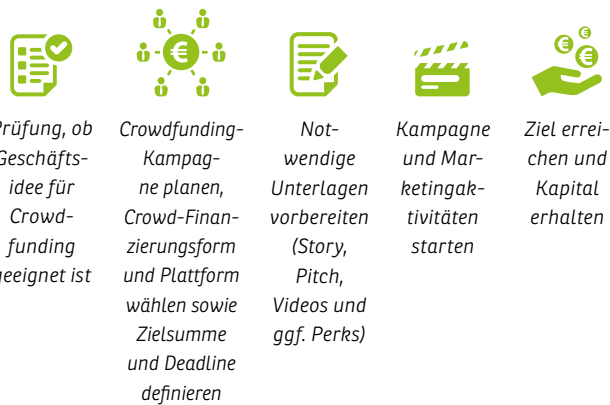 Prüfung, ob
Geschäfts-
idee für
Crowd-
funding
geeignet ist
Crowdfunding-
Kampag-
ne planen,
Crowd-Finan-
zierungsform
und Plattform
wählen sowie
Zielsumme
und Deadline
definieren
Not-
wendige
Unterlagen
vorbereiten
(Story,
Pitch,
Videos und
ggf. Perks)
Kampagne
und Mar-
ketingak-
tivitäten
starten
Ziel errei-
chen und
Kapital
erhalten